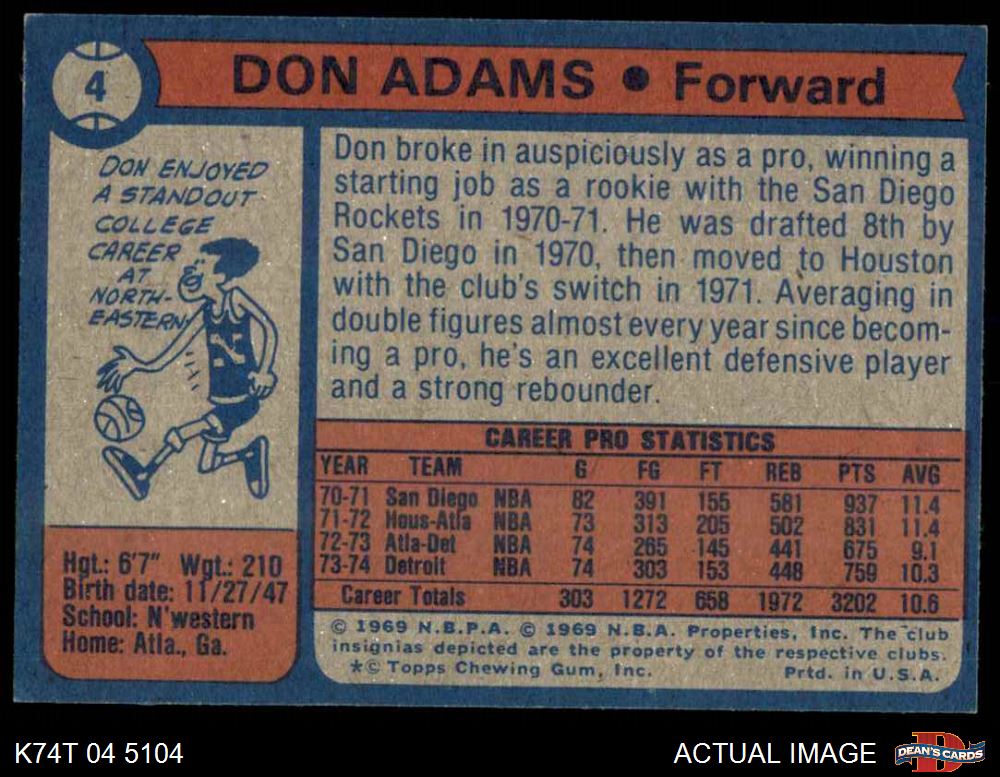 4
DON ADAMS • Forward
DON ENJOYED
A STANDOUT
COLLEGE
CAREER
AT
NORTH-
EASTERN
N
Don broke in auspiciously as a pro, winning a
starting job as a rookie with the San Diego
Rockets in 1970-71. He was drafted 8th by
San Diego in 1970, then moved to Houston
with the club's switch in 1971. Averaging in
double figures almost every year since becom-
ing a pro, he's an excellent defensive player
and a strong rebounder.
CAREER PRO STATISTICS
YEAR TEAM G FG FT REB PTS AVG
70-71 San Diego NBA 82 391 155 581 937 11.4
71-72 Hous-Atla NBA 73 313 205 502 831 11.4
72-73 Atla-Det NBA 74 265 145 441 675 9.1
73-74 Detroit NBA 74 303 153 448 759 10.3
Career Totals 303 1272 658 1972 3202 10.6
Hgt.: 6'7" Wgt.: 210
Birth date: 11/27/47
School: N'western
Home: Atla., Ga.
© 1969 N.B.P.A. © 1969 N.B.A. Properties, Inc. The club
insignias depicted are the property of the respective clubs.
*© Topps Chewing Gum, Inc. Prtd. in U.S.A.
K74T 04 5104
ACTUAL IMAGE
D
DEAN'S CARDS